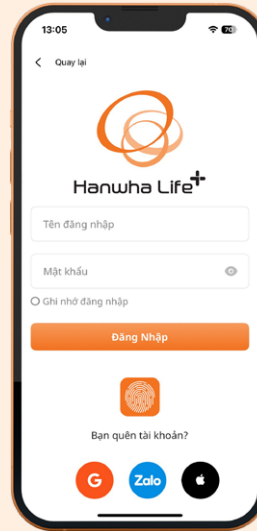 13:05
70
Quay lại
Hanwha Life+
Tên đăng nhập
Mật khẩu
Ghi nhớ đăng nhập
Đăng Nhập
Bạn quên tài khoản?
G Zalo